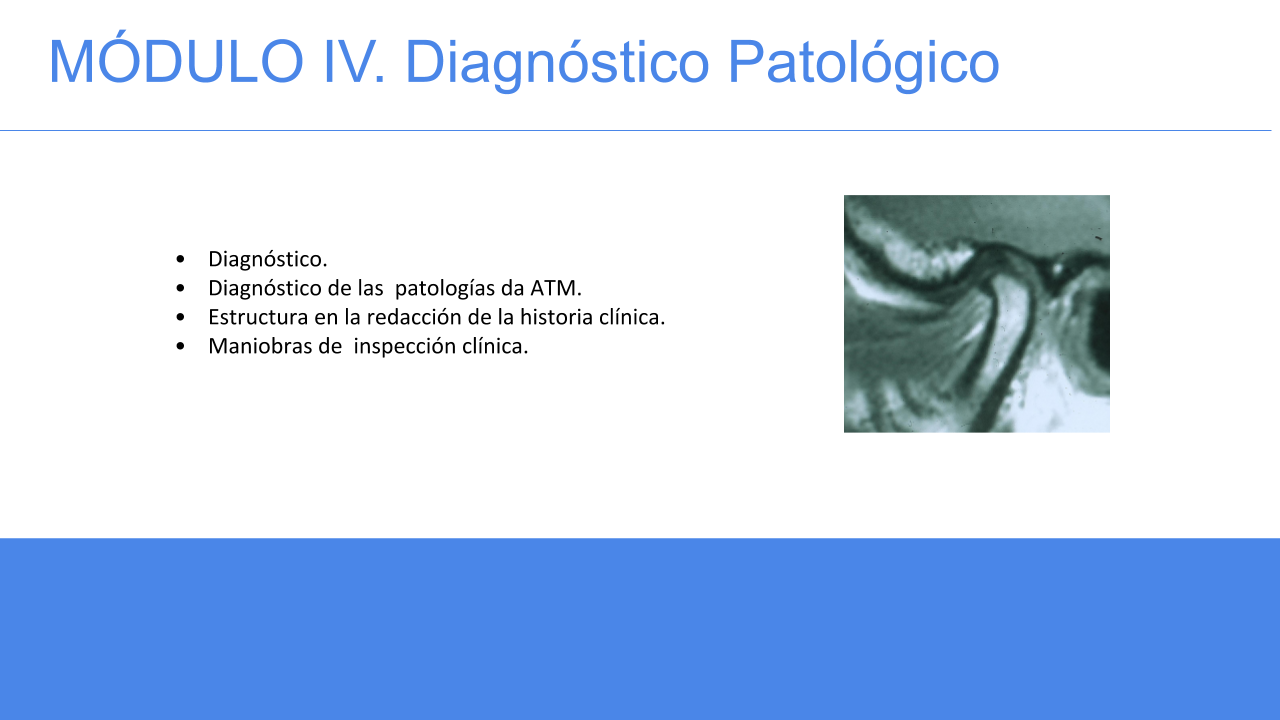 MÓDULO IV. Diagnóstico Patológico
• Diagnóstico.
• Diagnóstico de las  patologías da ATM.
• Estructura en la redacción de la historia clínica.
• Maniobras de  inspección clínica.